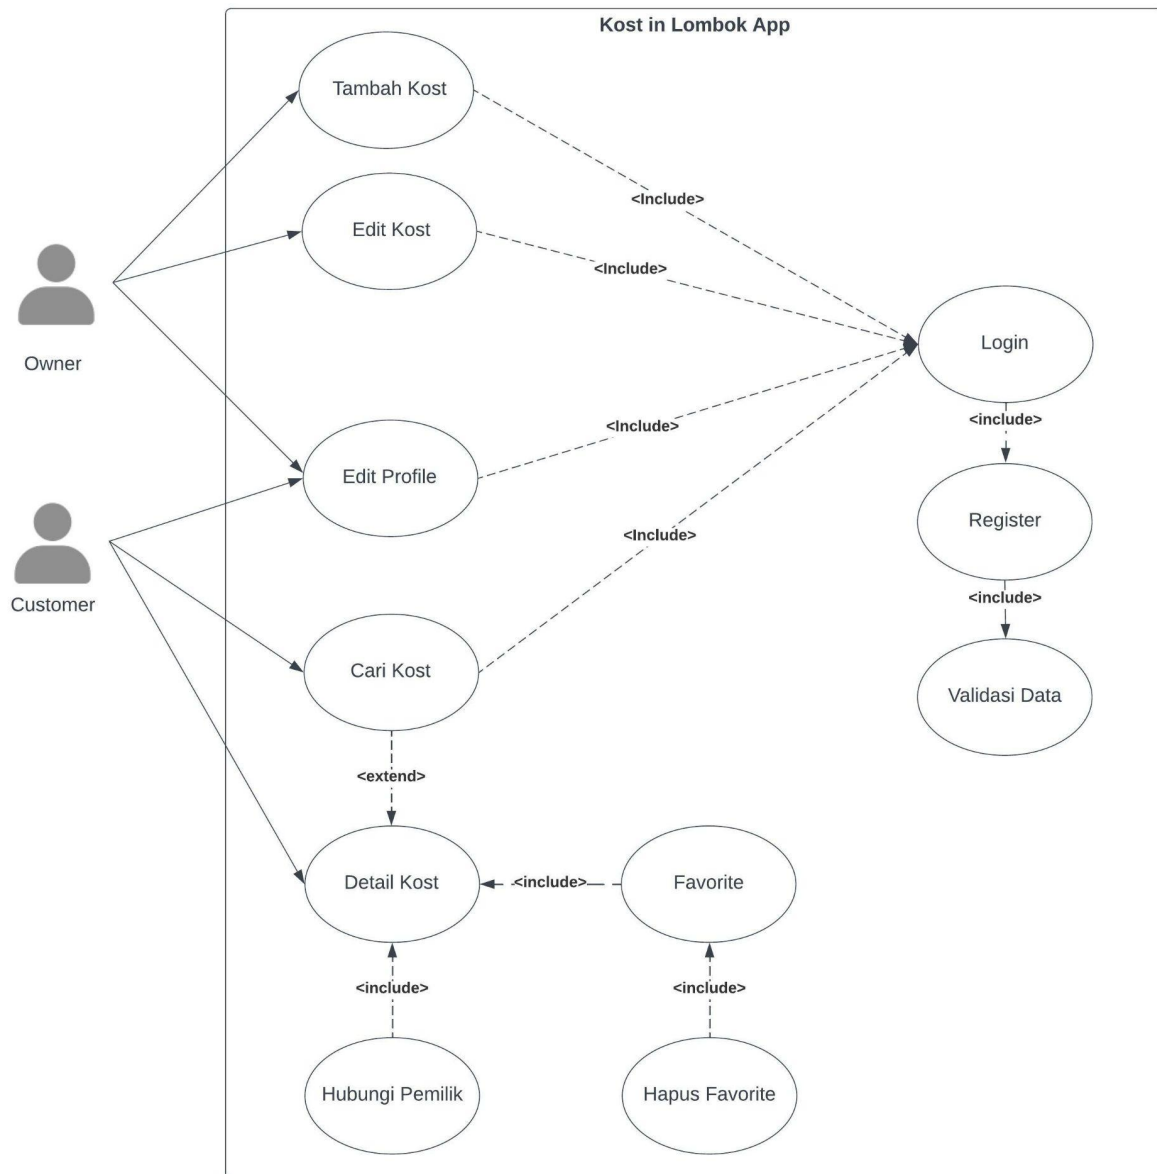 Kost in Lombok App
Tambah Kost
<Include>
Edit Kost
<Include>
Owner
Login
<include>
Edit Profile
<Include>
Register
Customer
<Include>
<include>
Cari Kost
Validasi Data
<extend>
Detail Kost
<include>
Favorite
<include>
<include>
Hubungi Pemilik
Hapus Favorite